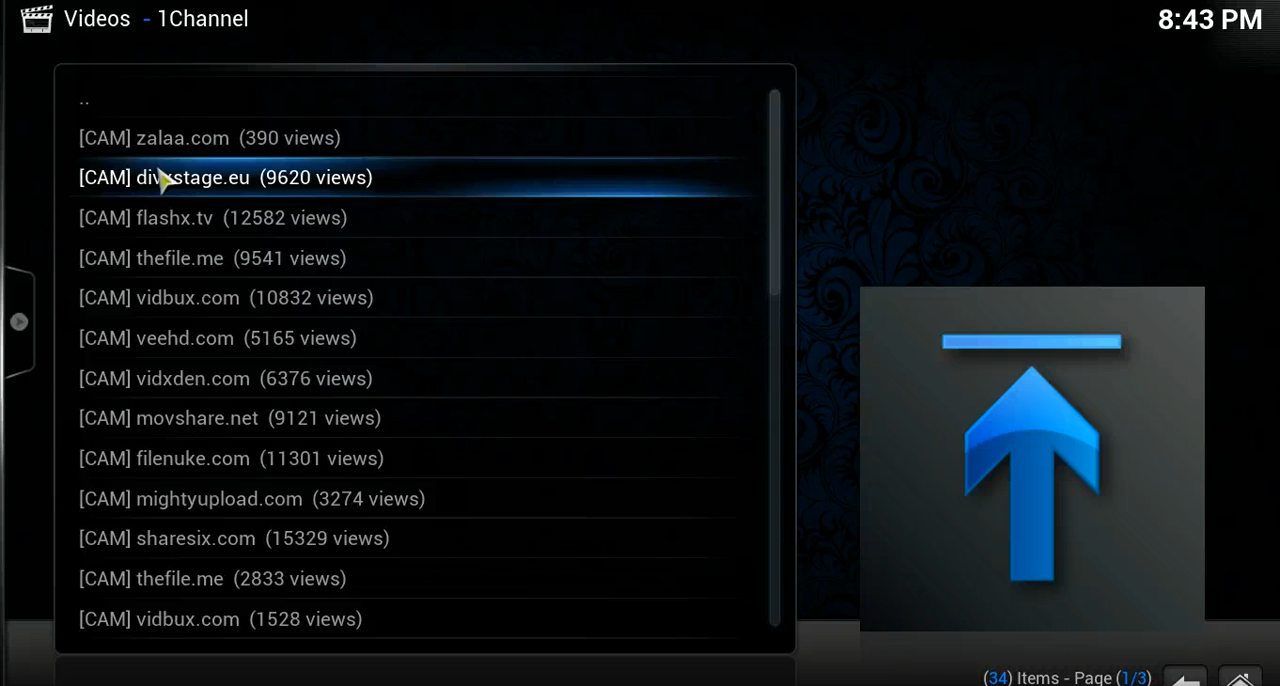 Videos - 1Channel
8:43 PM
..
[CAM] zalaa.com (390 views)
[CAM] divxstage.eu (9620 views)
[CAM] flashx.tv (12582 views)
[CAM] thefile.me (9541 views)
[CAM] vidbux.com (10832 views)
[CAM] veehd.com (5165 views)
[CAM] vidxden.com (6376 views)
[CAM] movshare.net (9121 views)
[CAM] filenuke.com (11301 views)
[CAM] mightyupload.com (3274 views)
[CAM] sharesix.com (15329 views)
[CAM] thefile.me (2833 views)
[CAM] vidbux.com (1528 views)
(34) Items - Page (1/3)